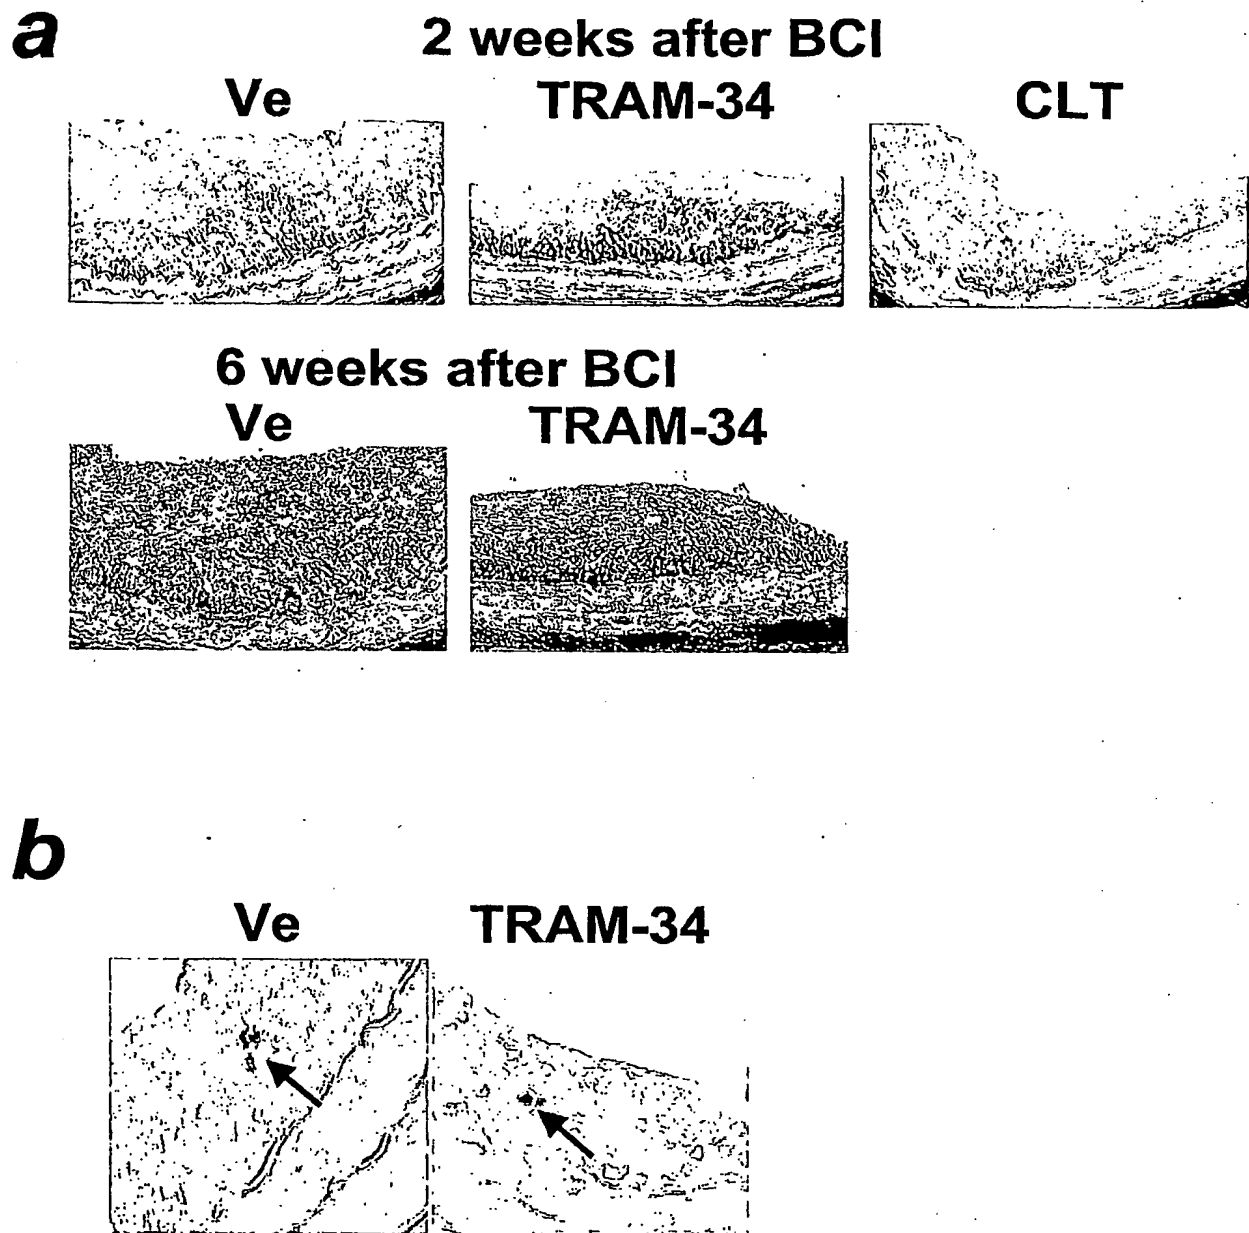 a
2 weeks after BCI
Ve TRAM-34 CLT
6 weeks after BCI
Ve TRAM-34
b
Ve TRAM-34